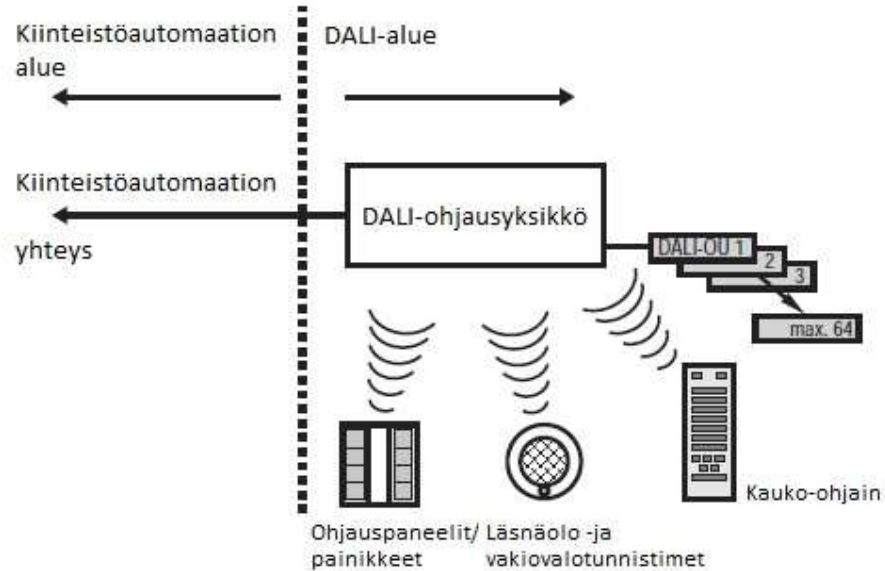 Kiinteistöautomaation
alue
DALI-alue
Kiinteistöautomaation
yhteys
DALI-ohjausyksikkö
DALI-OU 1
2
3
max. 64
Kauko-ohjain
Ohjauspaneelit/
painikkeet
Läsnäolo -ja
vakiovalotunnistimet